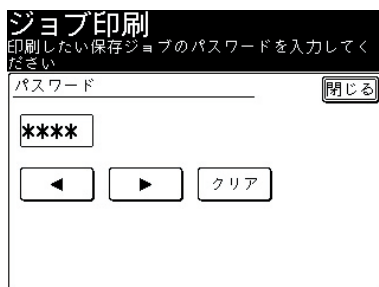 ジョブ印刷
印刷したい保存ジョブのパスワードを入力してく
ださい
パスワード
閉じる
****
◀ ▶ クリア